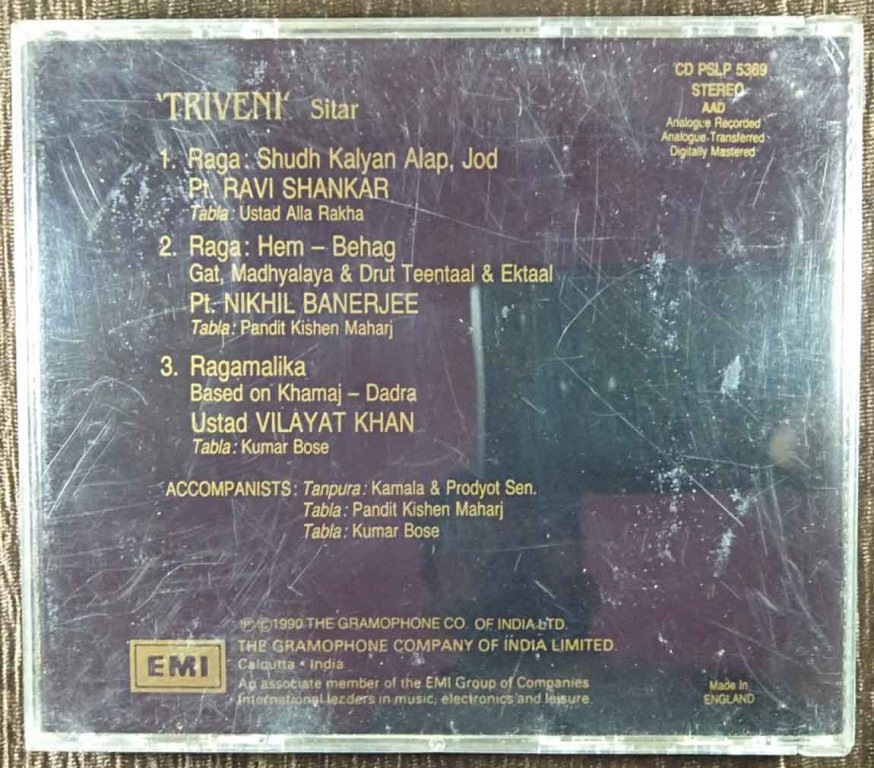 'TRIVENI' Sitar
CD PSLP 5369
STEREO
AAD
Analogue Recorded
Analogue Transferred
Digitally Mastered
1. Raga: Shudh Kalyan Alap, Jod
Pt. RAVI SHANKAR
Tabla: Ustad Alla Rakha
2. Raga: Hem – Behag
Gat, Madhyalaya & Drut Teentaal & Ektaal
Pt. NIKHIL BANERJEE
Tabla: Pandit Kishen Maharj
3. Ragamalika
Based on Khamaj – Dadra
Ustad VILAYAT KHAN
Tabla: Kumar Bose
ACCOMPANISTS: Tanpura: Kamala & Prodyot Sen.
Tabla: Pandit Kishen Maharj
Tabla: Kumar Bose
℗ © 1990 THE GRAMOPHONE CO. OF INDIA LTD.
THE GRAMOPHONE COMPANY OF INDIA LIMITED.
Calcutta • India
An associate member of the EMI Group of Companies
International leaders in music, electronics and leisure.
EMI
Made In
ENGLAND